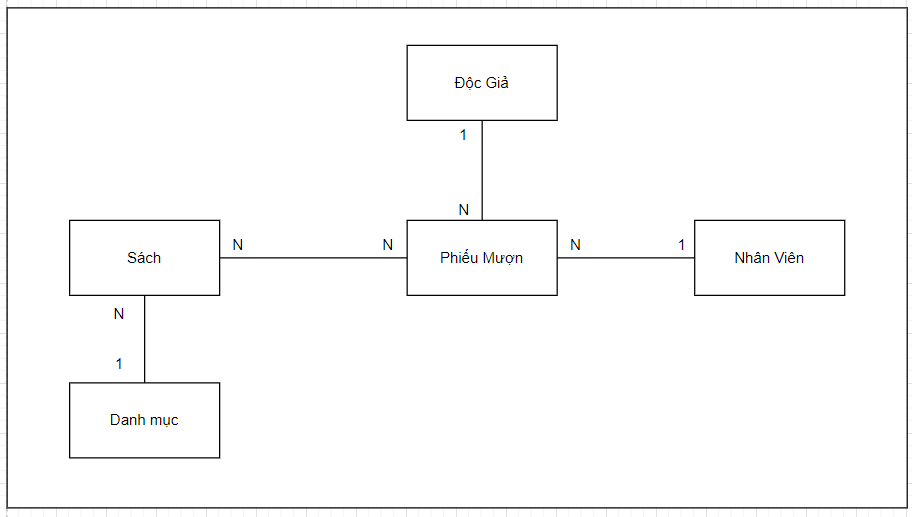 Độc Giả
1
N
Sách
N
N
Phiếu Mượn
N
1
Nhân Viên
N
1
Danh mục